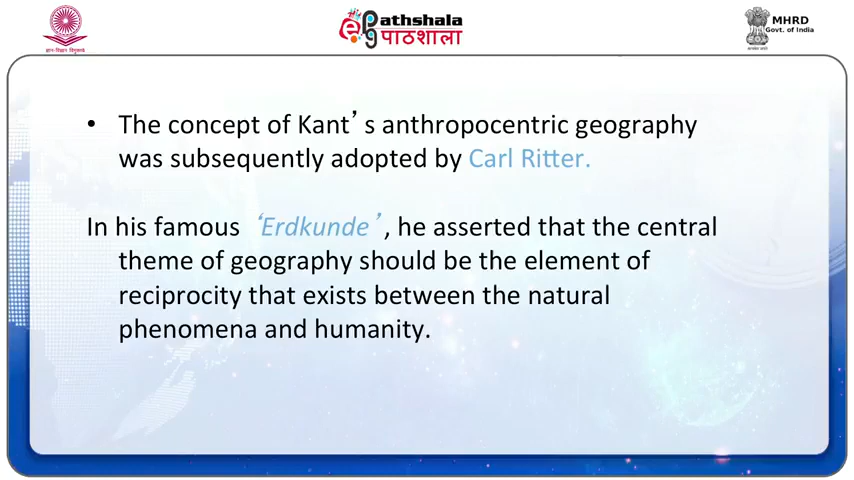 ePathshala
पाठशाला
MHRD
Govt. of India
• The concept of Kant’s anthropocentric geography
was subsequently adopted by Carl Ritter.
In his famous ‘Erdkunde’, he asserted that the central
theme of geography should be the element of
reciprocity that exists between the natural
phenomena and humanity.